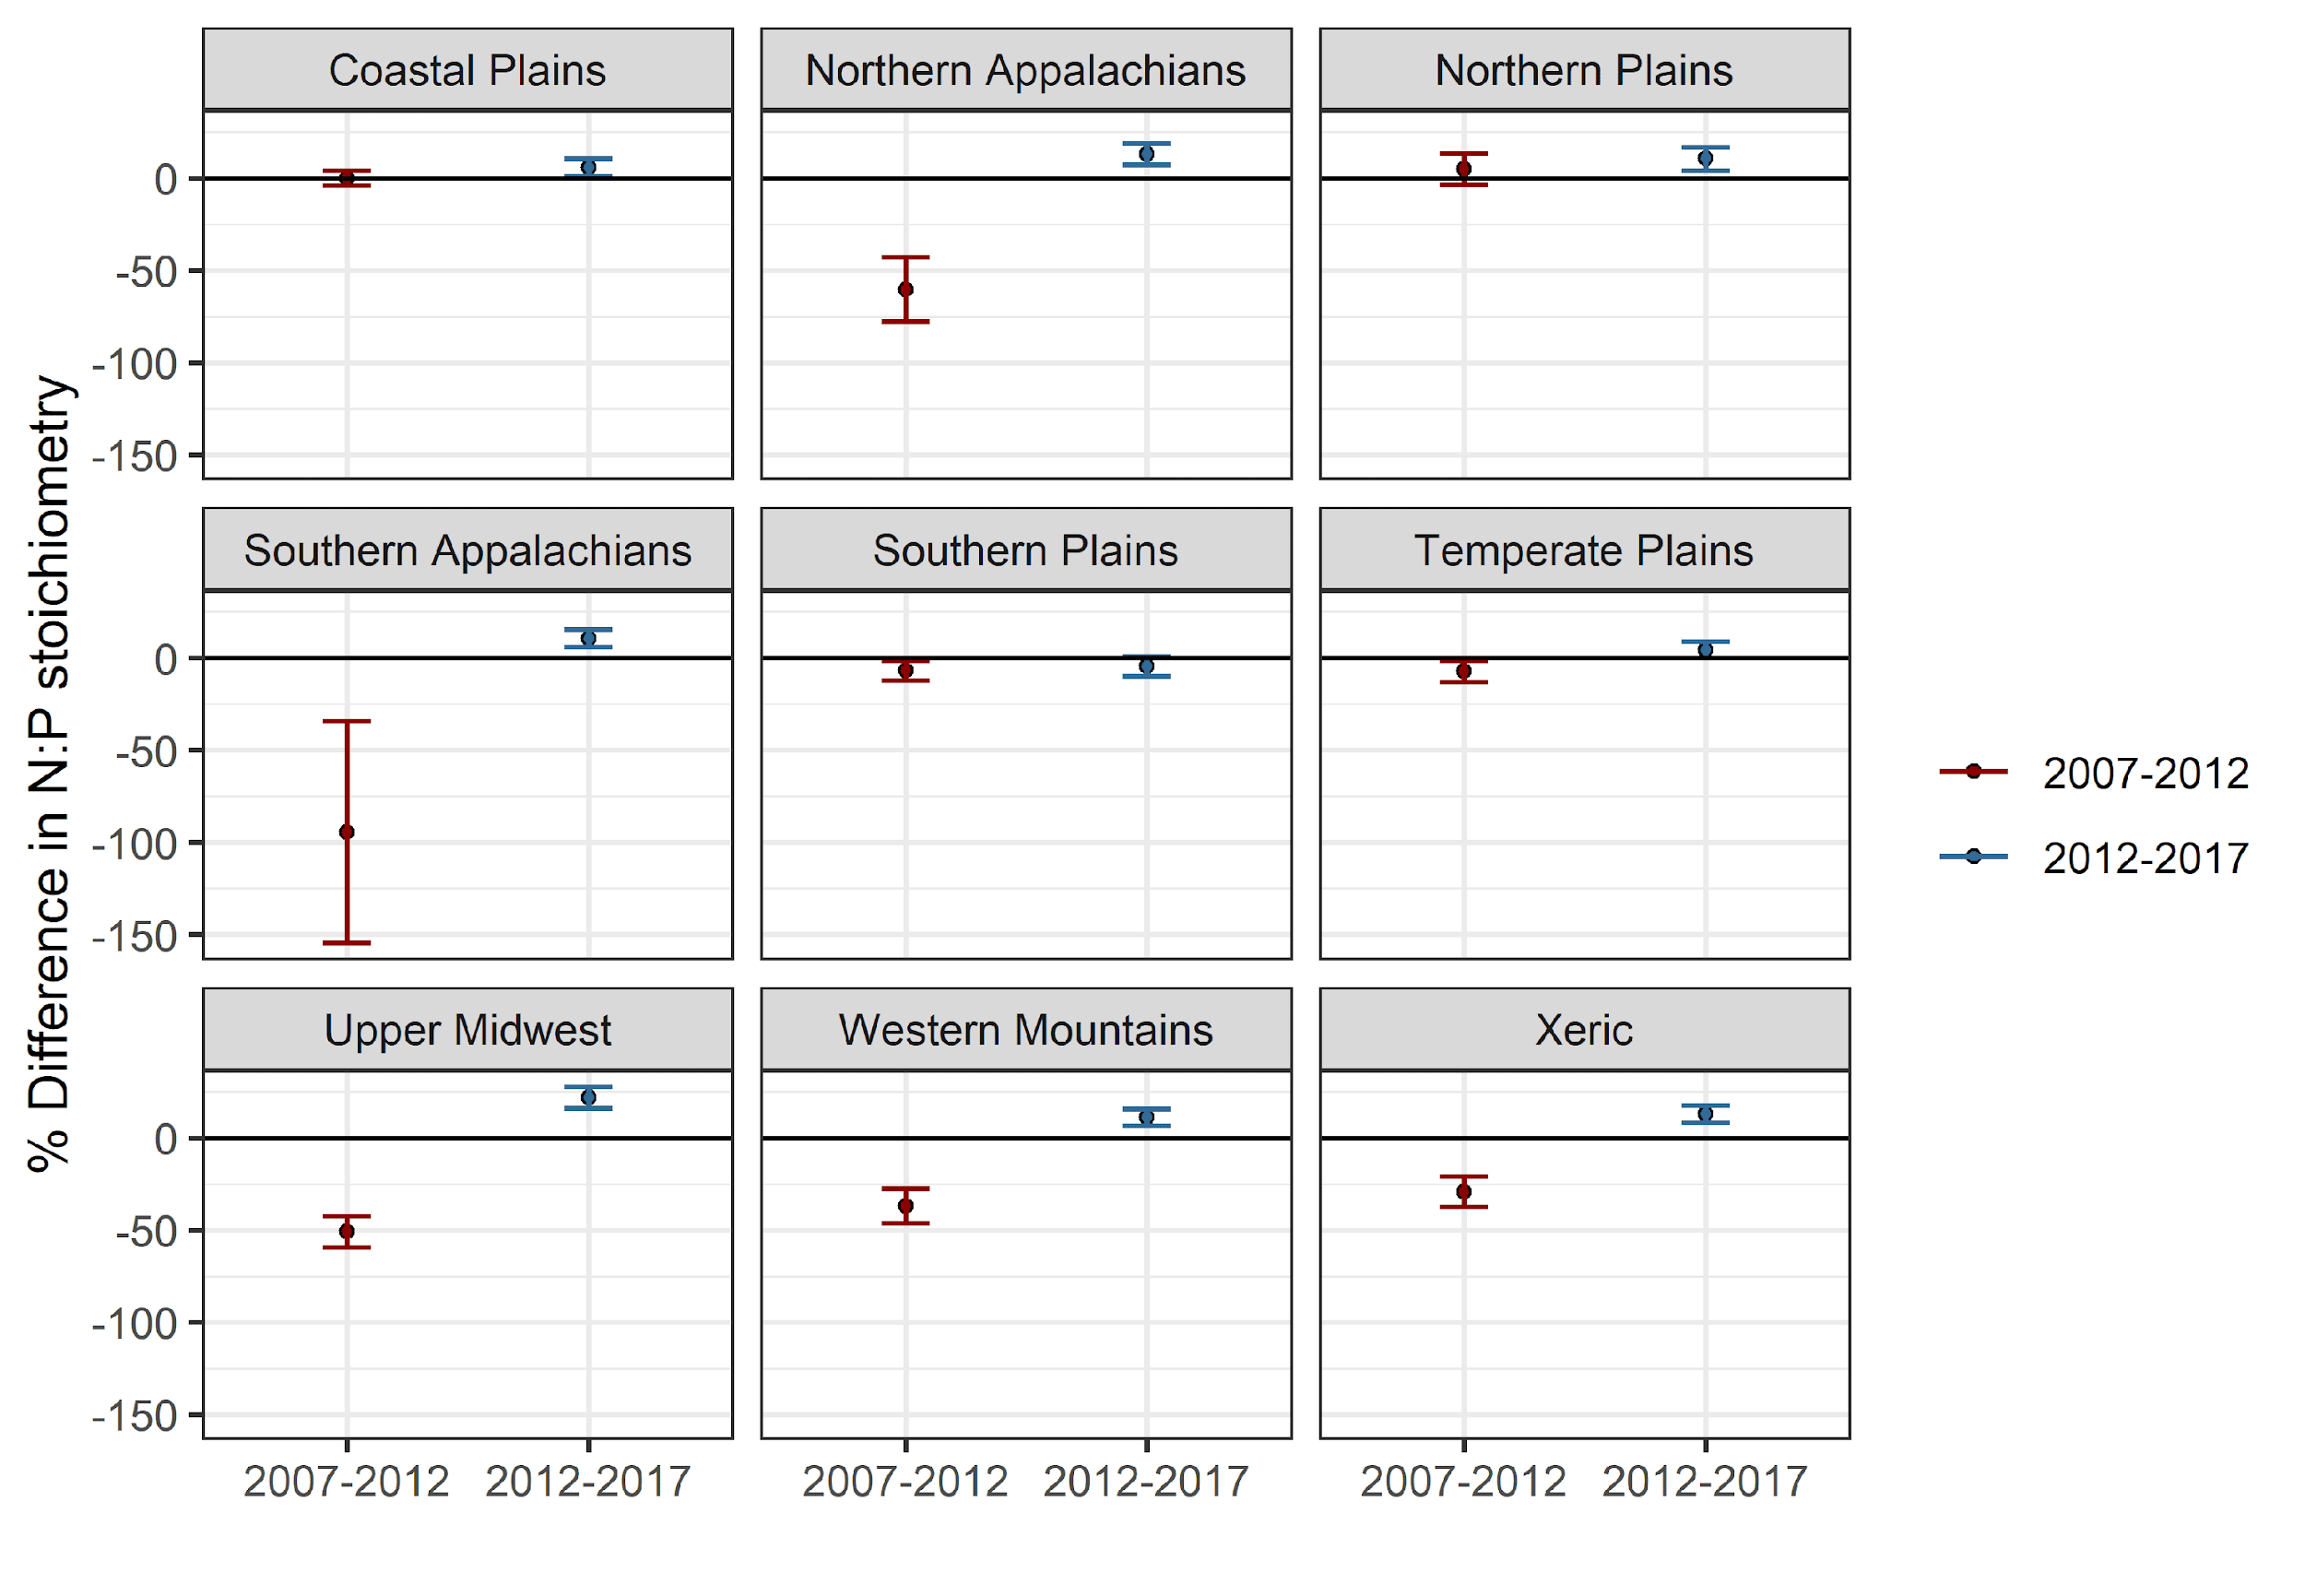 Coastal Plains
Northern Appalachians
Northern Plains
0
-50
-100
-150
Southern Appalachians
Southern Plains
Temperate Plains
0
-50
-100
-150
Upper Midwest
Western Mountains
Xeric
0
-50
-100
-150
2007-2012 2012-2017
2007-2012 2012-2017
2007-2012 2012-2017
% Difference in N:P stoichiometry
2007-2012
2012-2017